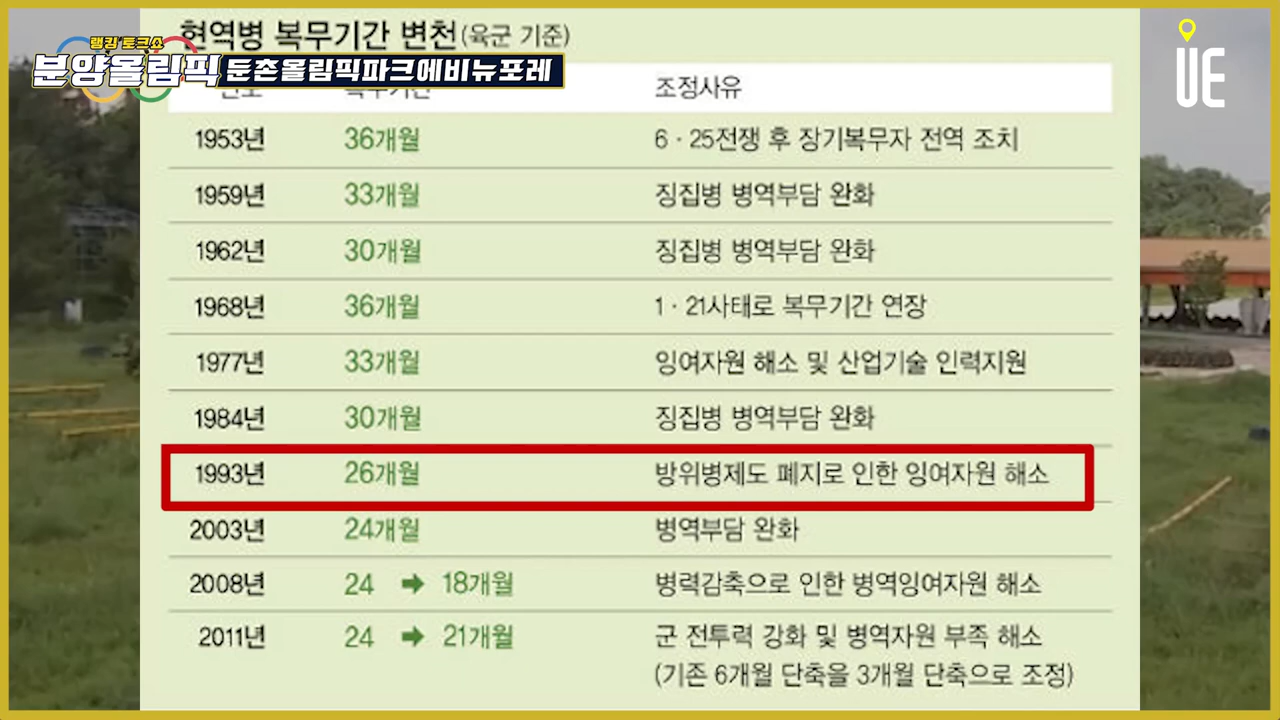 현역병 복무기간 변천(육군 기준)
랭킹 토크쇼
분양올림픽 둔촌올림픽파크에비뉴포레
UE
연도 복무기간 조정사유
1953년 36개월 6·25전쟁 후 장기복무자 전역 조치
1959년 33개월 징집병 병역부담 완화
1962년 30개월 징집병 병역부담 완화
1968년 36개월 1·21사태로 복무기간 연장
1977년 33개월 잉여자원 해소 및 산업기술 인력지원
1984년 30개월 징집병 병역부담 완화
1993년 26개월 방위병제도 폐지로 인한 잉여자원 해소
2003년 24개월 병역부담 완화
2008년 24 ➡ 18개월 병력감축으로 인한 병역잉여자원 해소
2011년 24 ➡ 21개월 군 전투력 강화 및 병역자원 부족 해소
(기존 6개월 단축을 3개월 단축으로 조정)